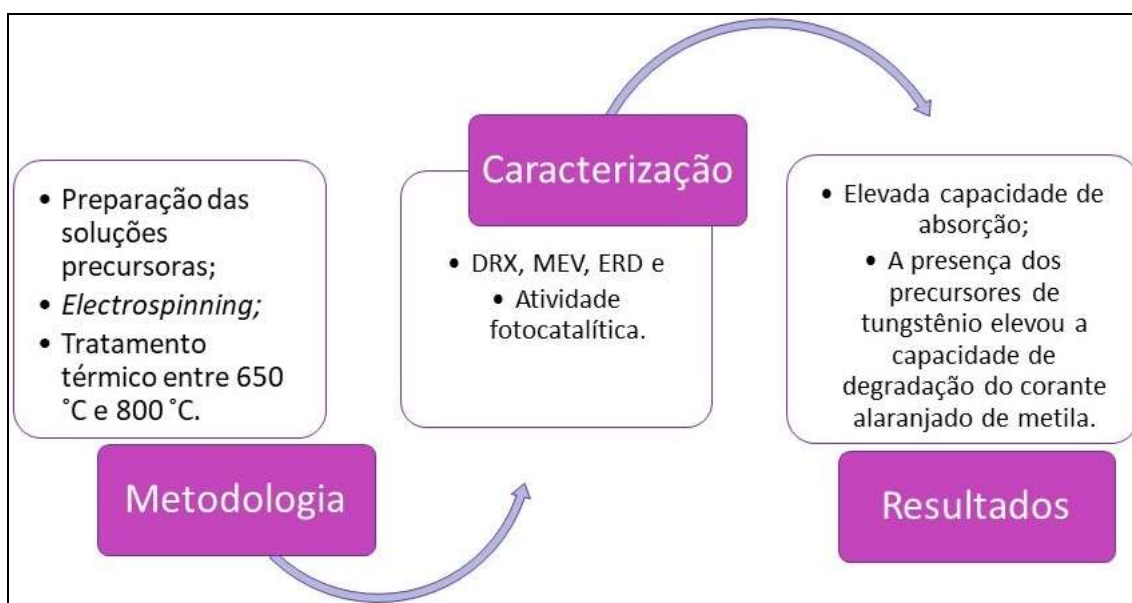 • Preparação das
soluções
precursoras;
• Electrospinning;
• Tratamento
térmico entre 650
˚C e 800 ˚C.
Metodologia
Caracterização
• DRX, MEV, ERD e
• Atividade
fotocatalítica.
• Elevada capacidade de
absorção;
• A presença dos
precursores de
tungstênio elevou a
capacidade de
degradação do corante
alaranjado de metila.
Resultados